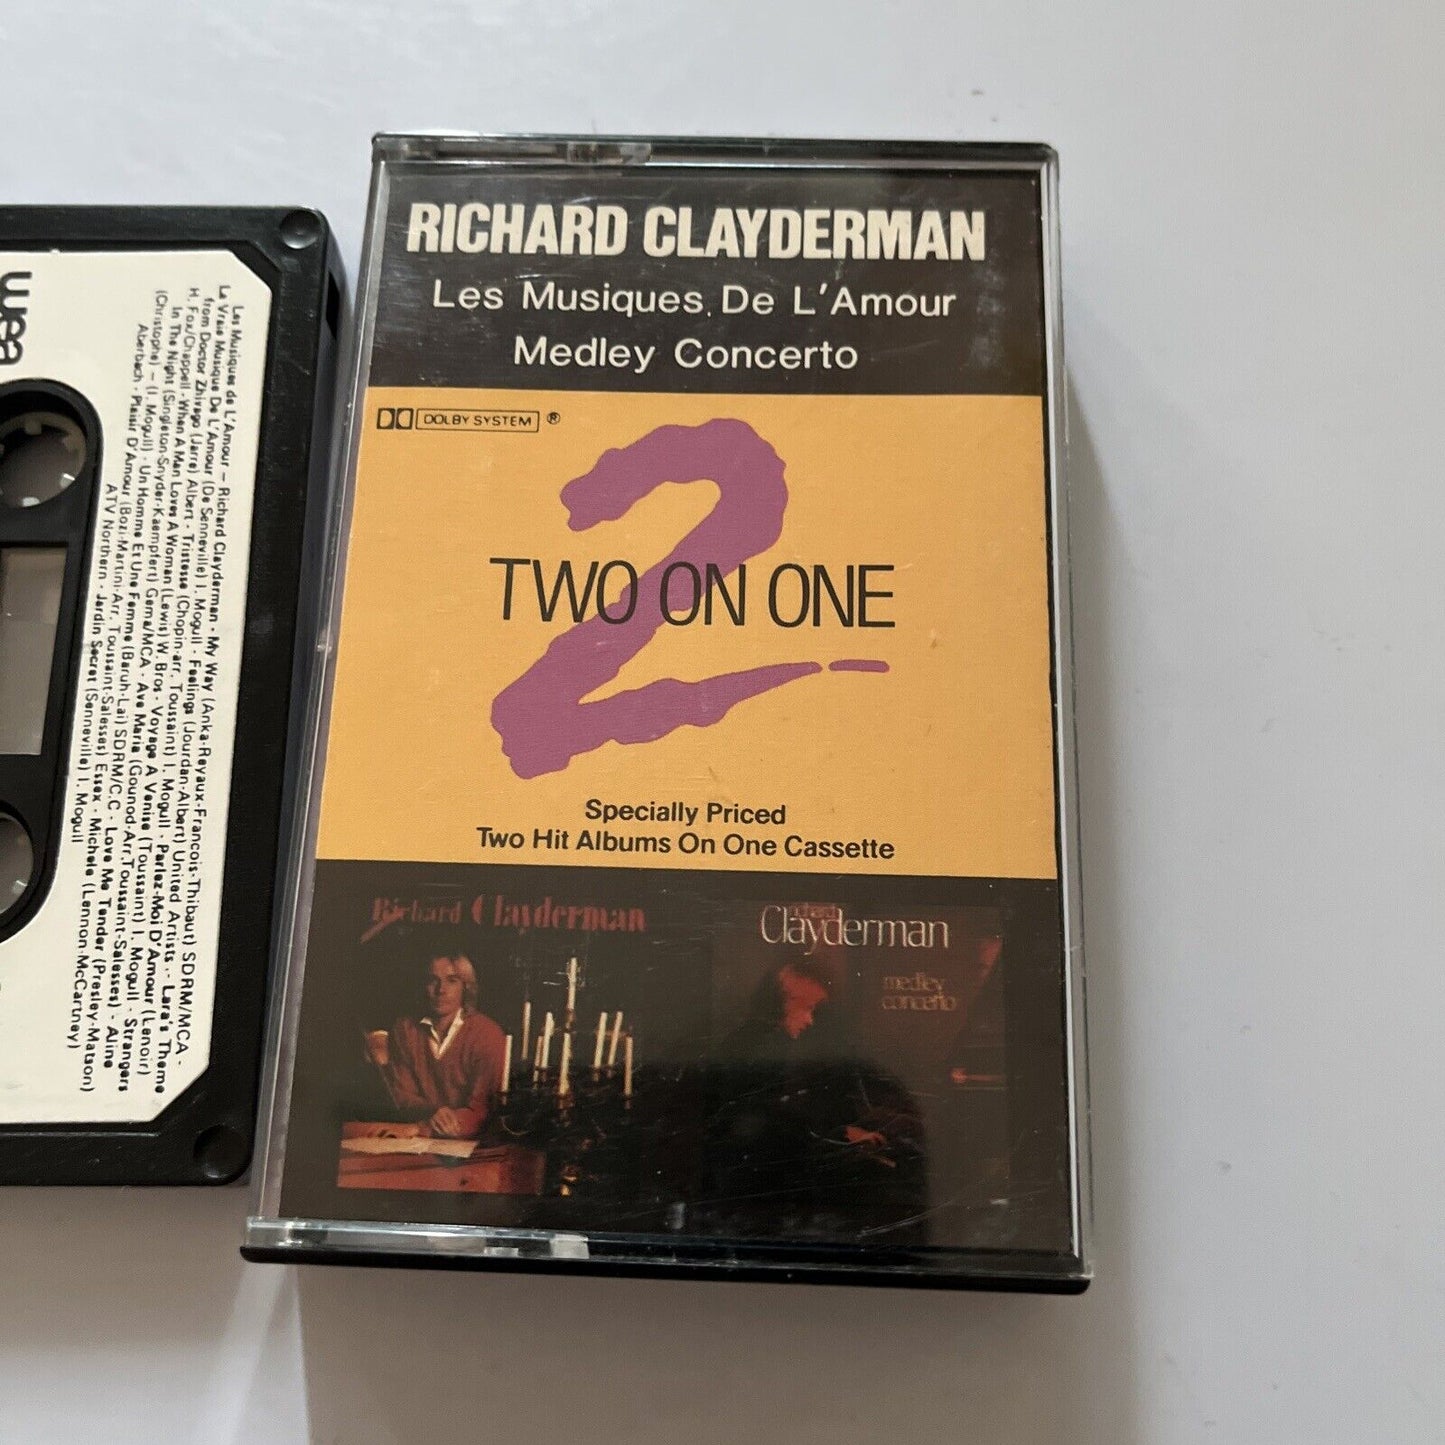 RICHARD CLAYDERMAN
Les Musiques De L'Amour
Medley Concerto
DOLBY SYSTEM ®
2
TWO ON ONE
Specially Priced
Two Hit Albums On One Cassette
Richard Clayderman
richard
Clayderman
medley
concerto
wea
Les Musiques de L'Amour – Richard Clayderman - My Way (Anka-Reyaux-Francois-Thibaut) SDRM/MCA -
La Vraie Musique De L'Amour (De Senneville) I. Mogull - Feelings (Jourdan-Albert) United Artists - Lara's Theme
from Doctor Zhivago (Jarre) Albert - Tristesse (Chopin-arr. Toussaint) I. Mogull - Parlez-Moi D'Amour (Lenoir)
H. Fox/Chappell - When A Man Loves A Woman (Lewis) W. Bros - Voyage A Venise (Toussaint) I. Mogull - Strangers
In The Night (Singleton-Snyder-Kaempfert) Gema/MCA - Ave Maria (Gounod-Arr. Toussaint-Salesses) - Aline
(Christophe) – (I. Mogull) - Un Homme Et Une Femme (Baruh-Lai) SDRM/C.C - Love Me Tender (Presley-Matson)
Aberbach - Plaisir D'Amour (Bozi-Martini-Arr. Toussaint-Salesses) Essex - Michele (Lennon-McCartney)
ATV Northern - Jardin Secret (Senneville) I. Mogull